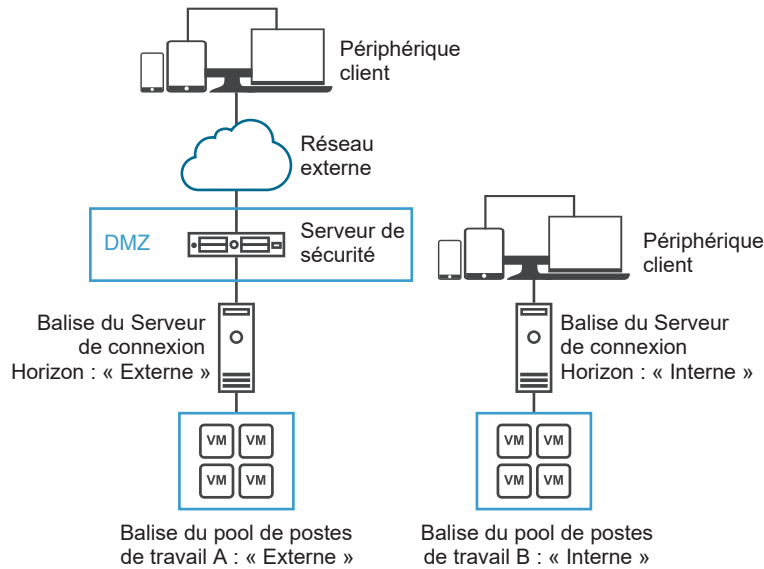 Périphérique
client
Réseau
externe
DMZ
Serveur de
sécurité
Périphérique
client
Balise du Serveur
de connexion
Horizon : « Externe »
Balise du Serveur
de connexion
Horizon : « Interne »
VM VM
VM VM
VM VM
VM VM
Balise du pool de postes
de travail A : « Externe »
Balise du pool de postes
de travail B : « Interne »